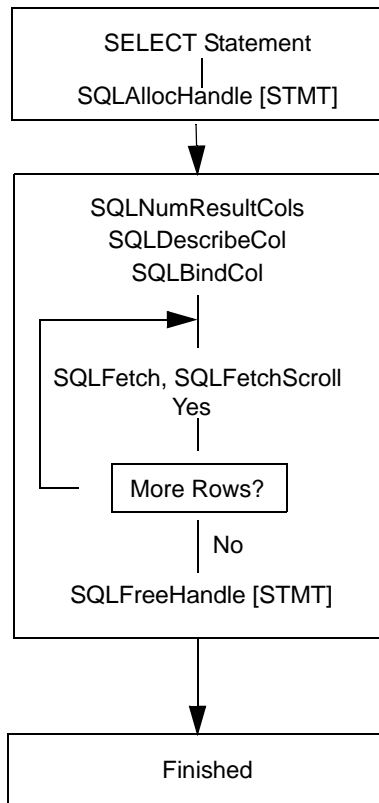 SELECT Statement
SQLAllocHandle [STMT]
SQLNumResultCols
SQLDescribeCol
SQLBindCol
SQLFetch, SQLFetchScroll
Yes
More Rows?
No
SQLFreeHandle [STMT]
Finished